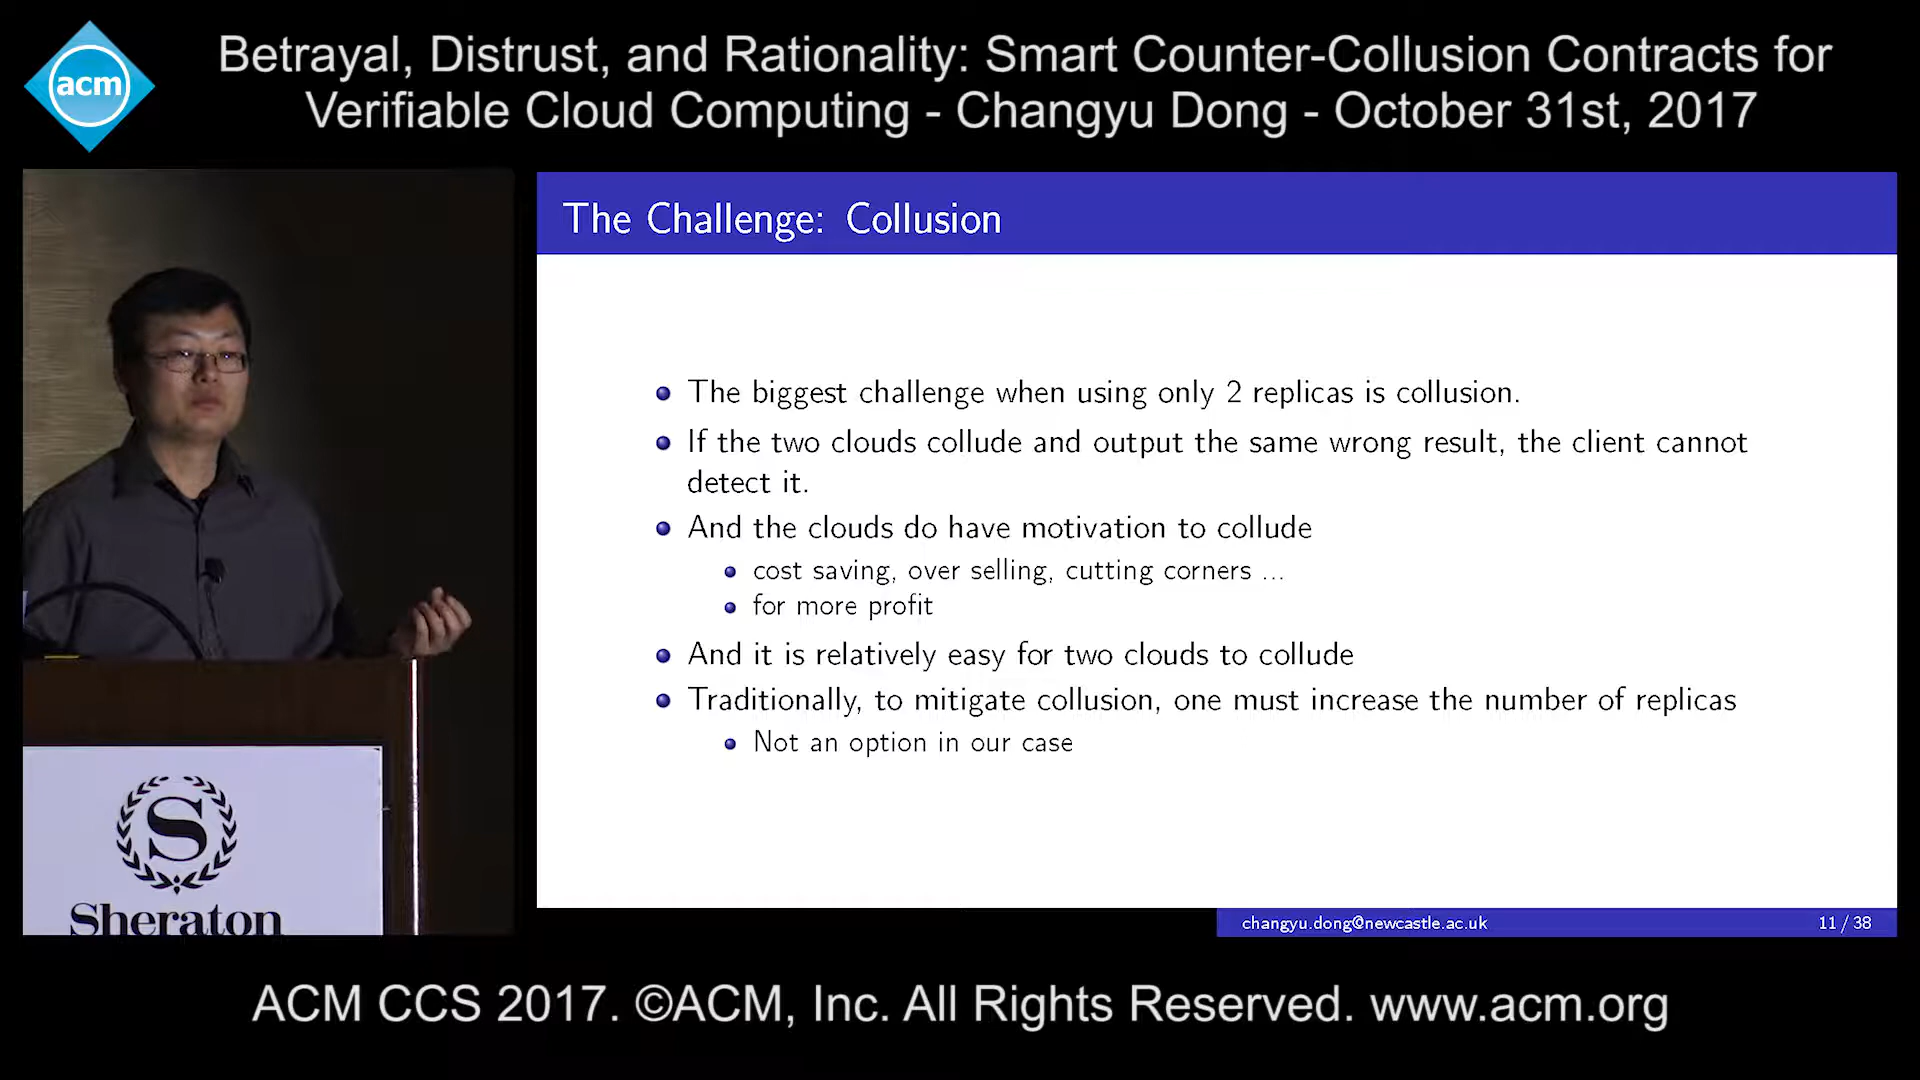 acm
Betrayal, Distrust, and Rationality: Smart Counter-Collusion Contracts for
Verifiable Cloud Computing - Changyu Dong - October 31st, 2017
The Challenge: Collusion
The biggest challenge when using only 2 replicas is collusion.
If the two clouds collude and output the same wrong result, the client cannot
detect it.
And the clouds do have motivation to collude
cost saving, over selling, cutting corners ...
for more profit
And it is relatively easy for two clouds to collude
Traditionally, to mitigate collusion, one must increase the number of replicas
Not an option in our case
changyu.dong@newcastle.ac.uk 11 / 38
S
Sheraton
ACM CCS 2017. ©ACM, Inc. All Rights Reserved. www.acm.org